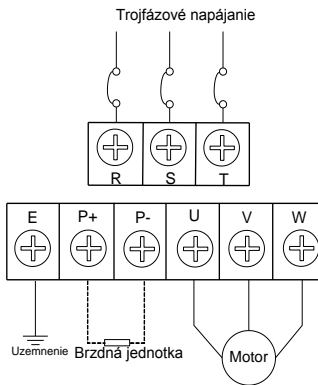 Trojfázové napájanie
R S T
E P+ P- U V W
Uzemnenie Brzdná jednotka Motor